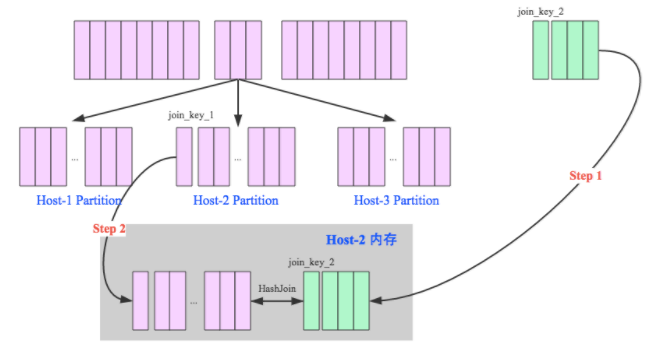 join_key_2
join_key_1
...
...
...
Host-1 Partition
Host-2 Partition
Host-3 Partition
Step 1
Step 2
Host-2 内存
join_key_2
HashJoin
...